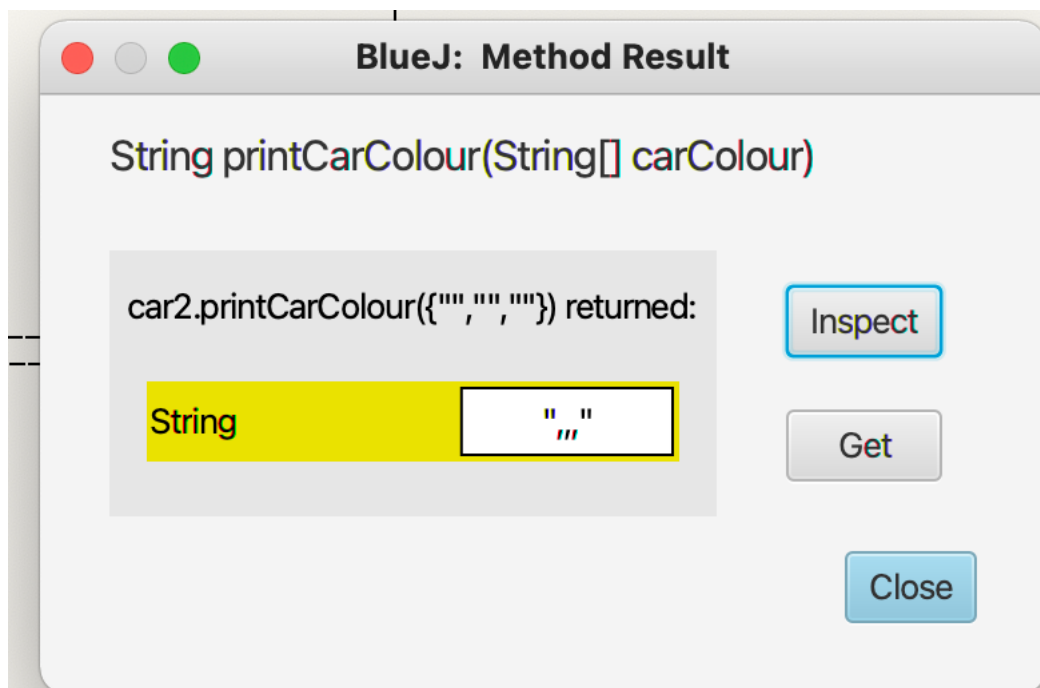 BlueJ:  Method Result
String printCarColour(String[] carColour)
car2.printCarColour({"","",""}) returned:
Inspect
String ",,,"
Get
Close